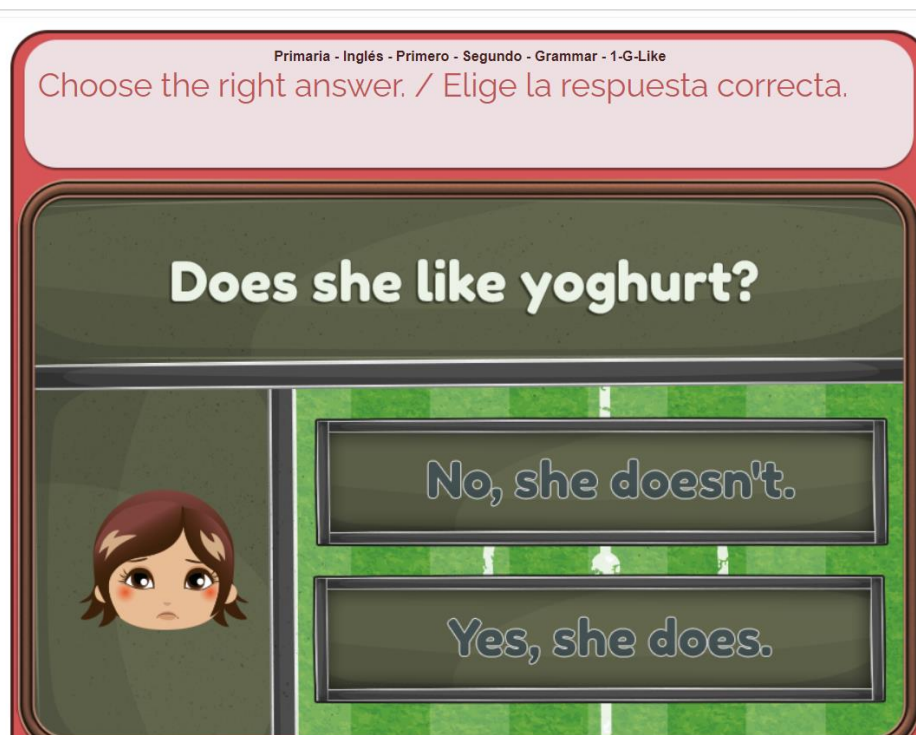 Primaria - Inglés - Primero - Segundo - Grammar - 1-G-Like
Choose the right answer. / Elige la respuesta correcta.
Does she like yoghurt?
No, she doesn't.
Yes, she does.